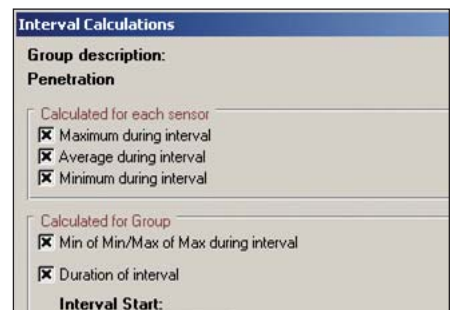 Interval Calculations
Group description:
Penetration
Calculated for each sensor
Maximum during interval
Average during interval
Minimum during interval
Calculated for Group
Min of Min/Max of Max during interval
Duration of interval
Interval Start: